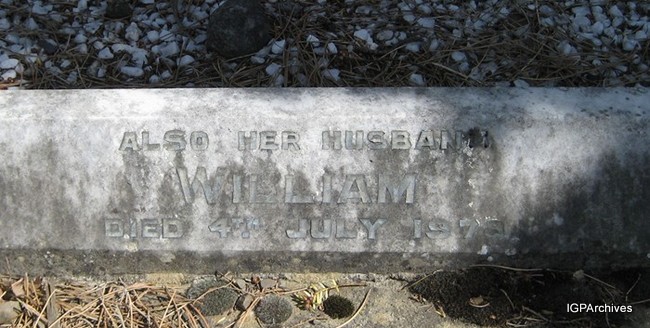 ALSO HER HUSBAND
WILLIAM
DIED 4TH JULY
IGPArchives